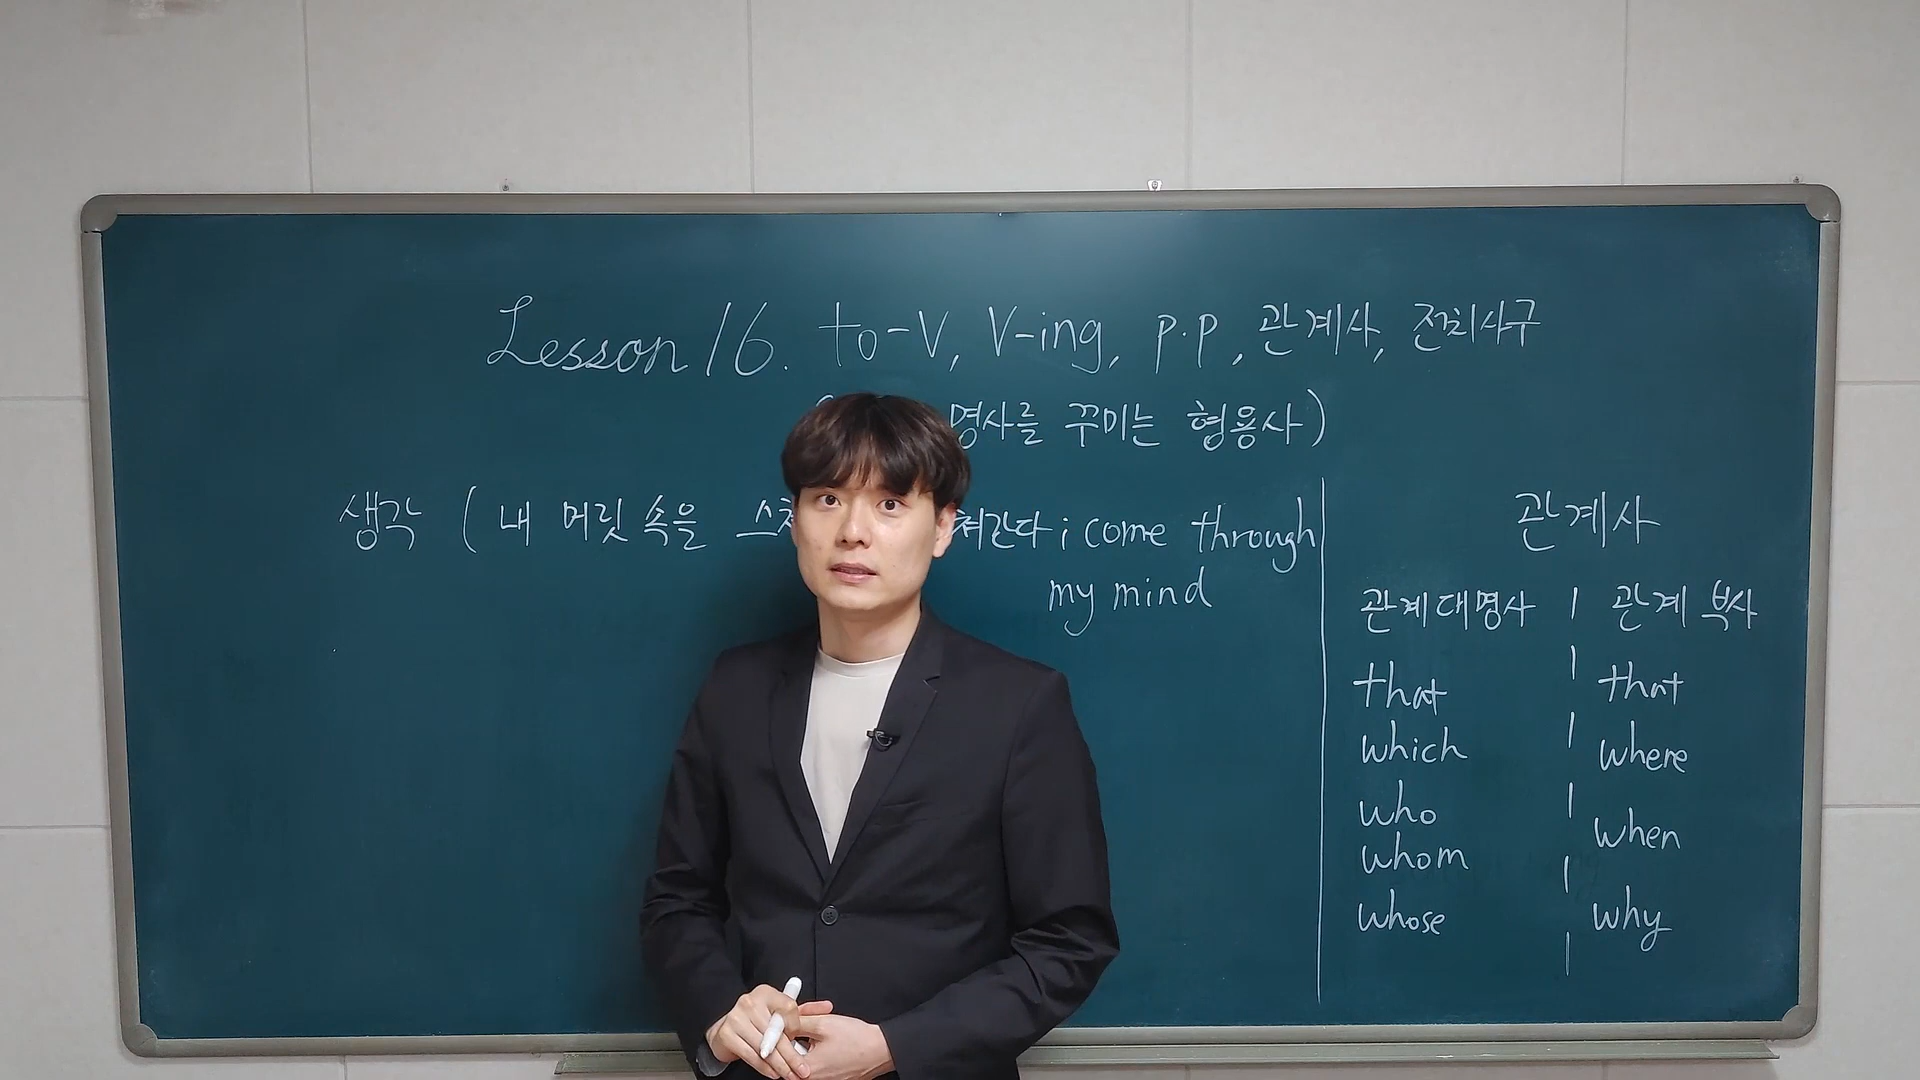 Lesson 16. to-V, V-ing, p.p, 관계사, 전치사구
( 명사를 꾸미는 형용사)
생각 ( 내 머릿 속을 쳐간다 ; come through
my mind
관계사
관계대명사 | 관계 부사
that | that
which | where
who | when
whom
whose | why